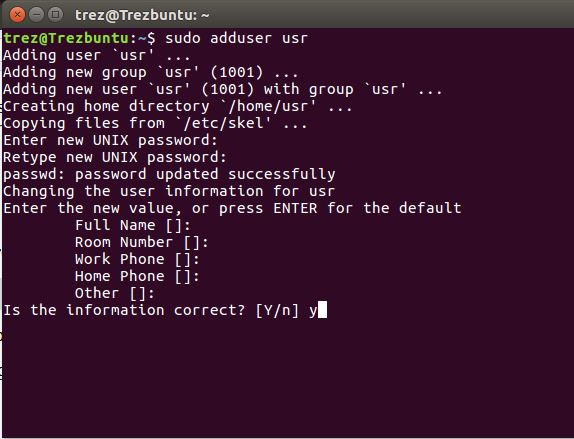 trez@Trezbuntu: ~
trez@Trezbuntu:~$ sudo adduser usr
Adding user `usr' ...
Adding new group `usr' (1001) ...
Adding new user `usr' (1001) with group `usr' ...
Creating home directory `/home/usr' ...
Copying files from `/etc/skel' ...
Enter new UNIX password:
Retype new UNIX password:
passwd: password updated successfully
Changing the user information for usr
Enter the new value, or press ENTER for the default
        Full Name []:
        Room Number []:
        Work Phone []:
        Home Phone []:
        Other []:
Is the information correct? [Y/n] y